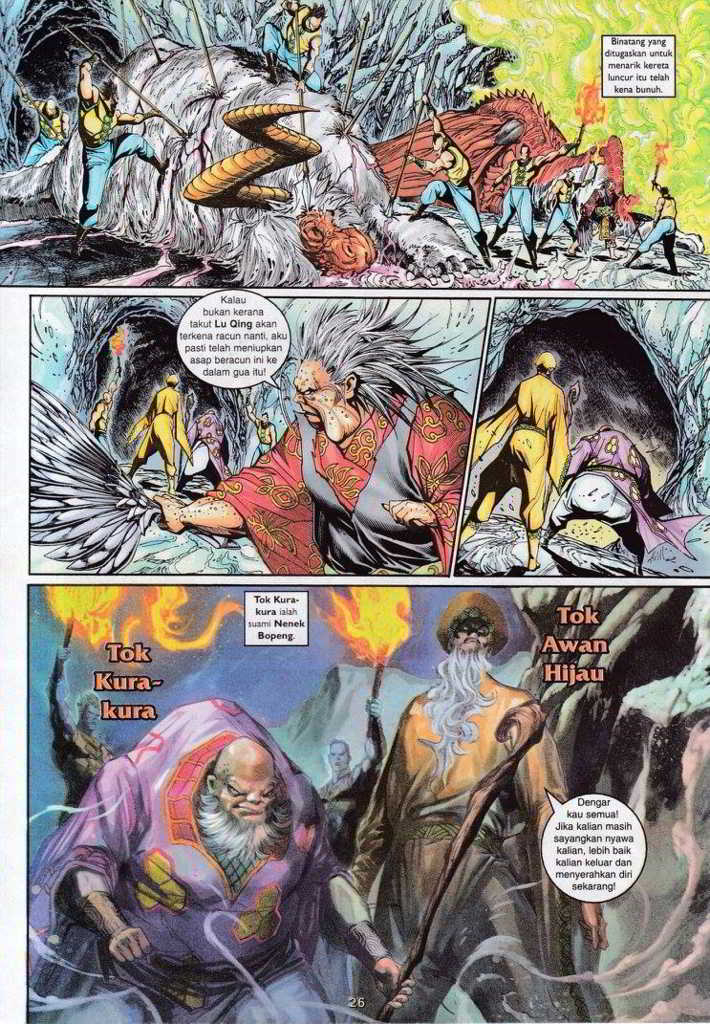 Binatang yang
ditugaskan untuk
menarik kereta
luncur itu telah
kena bunuh.
Kalau
bukan kerana
takut Lu Qing akan
terkena racun nanti, aku
pasti telah meniupkan
asap beracun ini ke
dalam gua itu!
Tok Kura-
kura ialah
suami Nenek
Bopeng.
Tok
Kura-
kura
Tok
Awan
Hijau
Dengar
kau semua!
Jika kalian masih
sayangkan nyawa
kalian, lebih baik
kalian keluar dan
menyerahkan diri
sekarang!
26